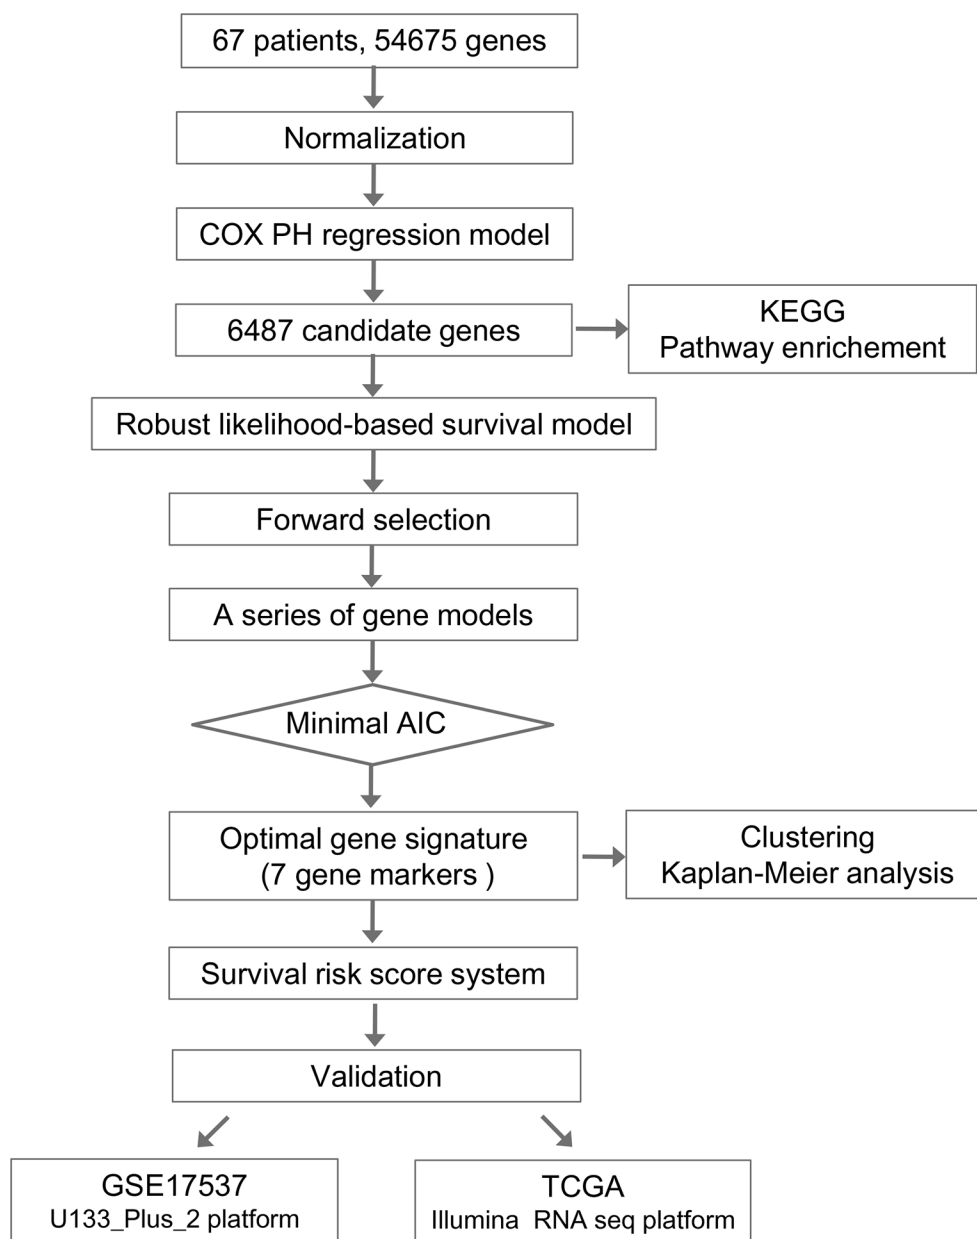 67 patients, 54675 genes
Normalization
COX PH regression model
6487 candidate genes
KEGG
Pathway enrichement
Robust likelihood-based survival model
Forward selection
A series of gene models
Minimal AIC
Optimal gene signature
(7 gene markers )
Clustering
Kaplan-Meier analysis
Survival risk score system
Validation
GSE17537
U133_Plus_2 platform
TCGA
Illumina RNA seq platform